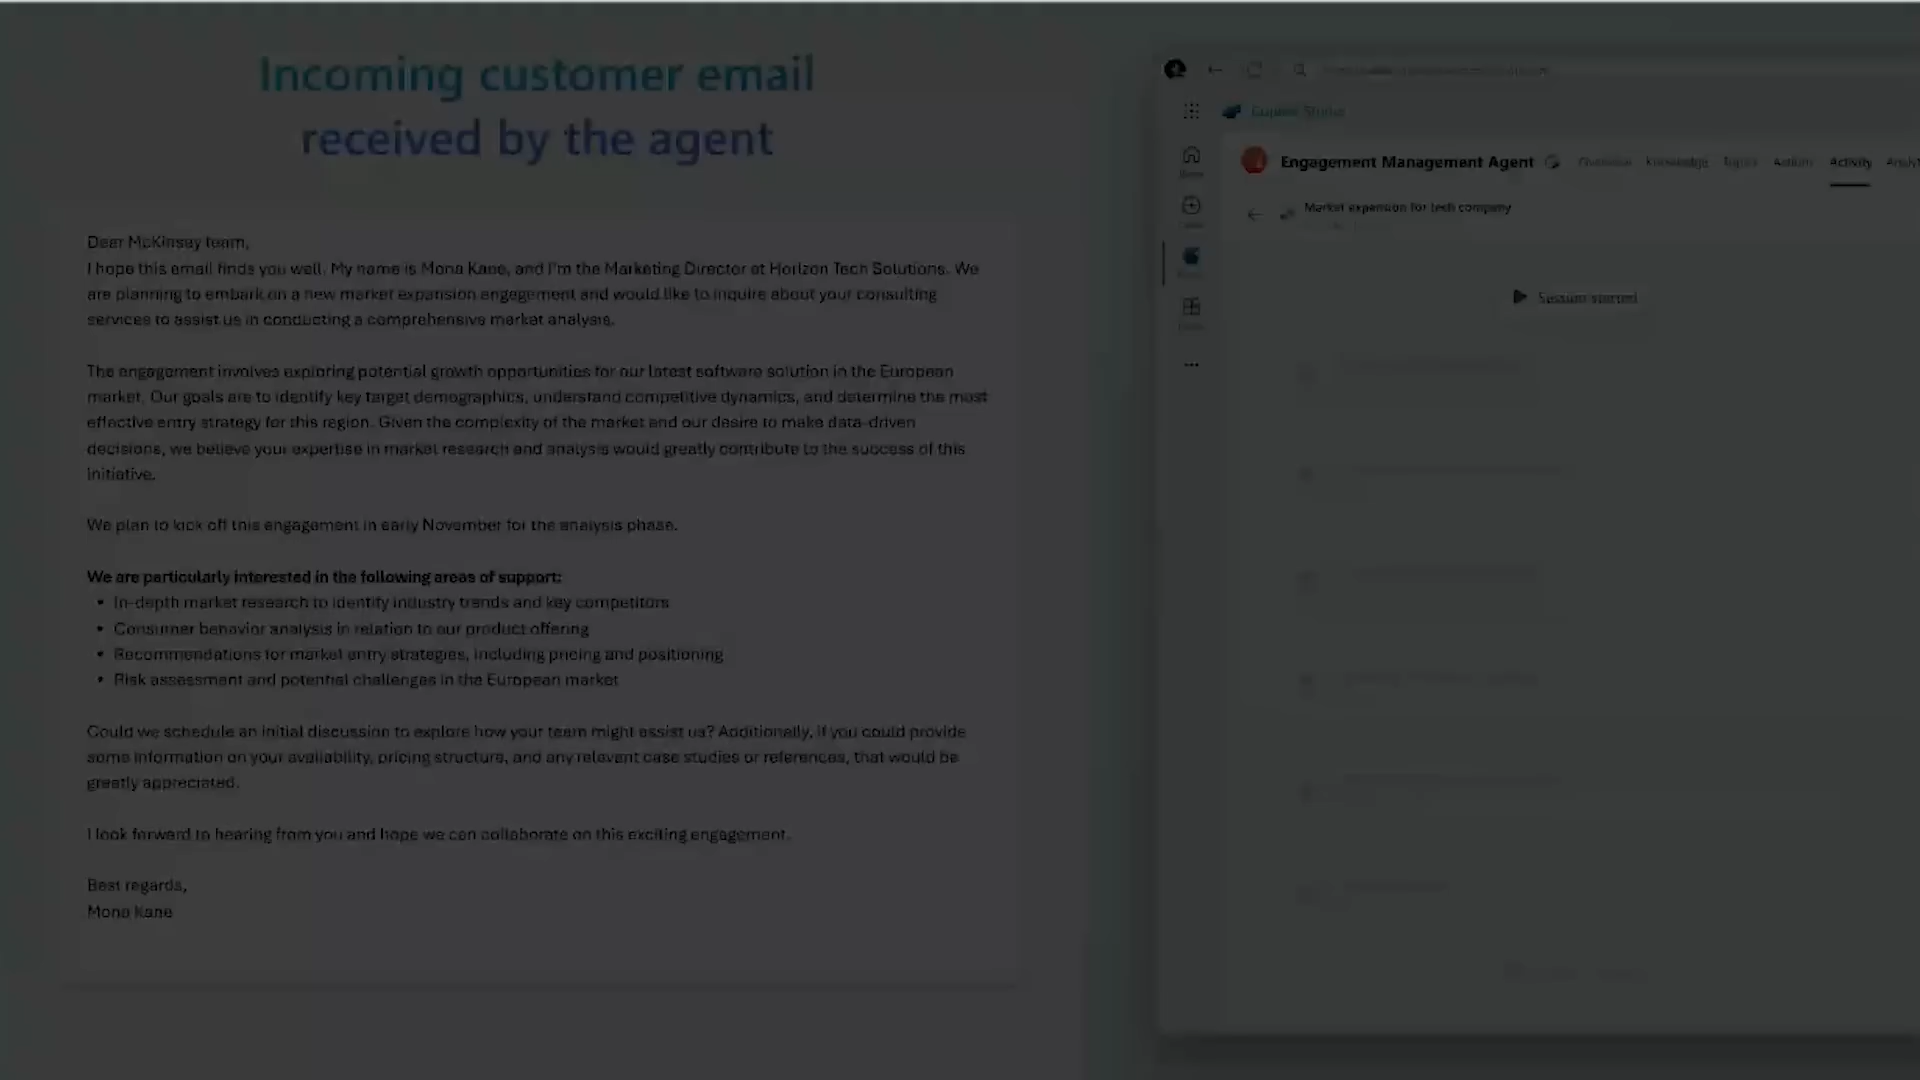 Incoming customer email
received by the agent
Dear McKinsey team,
I hope this email finds you well. My name is Mona Kane, and I'm the Marketing Director at Horizon Tech Solutions. We
are planning to embark on a new market expansion engagement and would like to inquire about your consulting
services to assist us in conducting a comprehensive market analysis.
The engagement involves exploring potential growth opportunities for our latest software solution in the European
market. Our goals are to identify key target demographics, understand competitive dynamics, and determine the most
effective entry strategy for this region. Given the complexity of the market and our desire to make data-driven
decisions, we believe your expertise in market research and analysis would greatly contribute to the success of this
initiative.
We plan to kick off this engagement in early November for the analysis phase.
We are particularly interested in the following areas of support:
• In-depth market research to identify industry trends and key competitors
• Consumer behavior analysis in relation to our product offering
• Recommendations for market entry strategies, including pricing and positioning
• Risk assessment and potential challenges in the European market
Could we schedule an initial discussion to explore how your team might assist us? Additionally, if you could provide
some information on your availability, pricing structure, and any relevant case studies or references, that would be
greatly appreciated.
I look forward to hearing from you and hope we can collaborate on this exciting engagement.
Best regards,
Mona Kane
Copilot Studio
Engagement Management Agent Overview Knowledge Topics Actions Activity
Market expansion for tech company
Session started